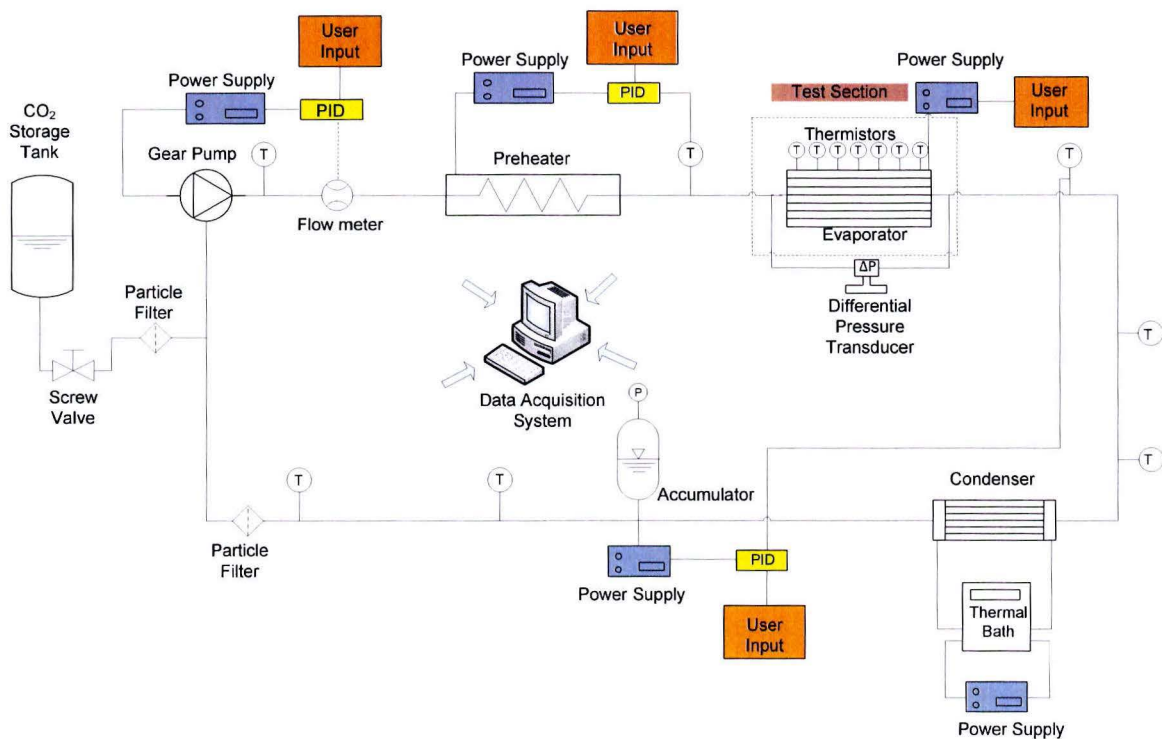 User
Input
Power Supply
PID
CO₂
Storage
Tank
Gear Pump
T
Flow meter
User
Input
Power Supply
PID
Preheater
T
Test Section
Power Supply
User
Input
Thermistors
T T T T T T T
T
Evaporator
ΔP
Differential
Pressure
Transducer
Particle
Filter
Screw
Valve
Data Acquisition
System
P
Accumulator
T
T
Condenser
T
T
Particle
Filter
Power Supply
PID
User
Input
Thermal
Bath
Power Supply